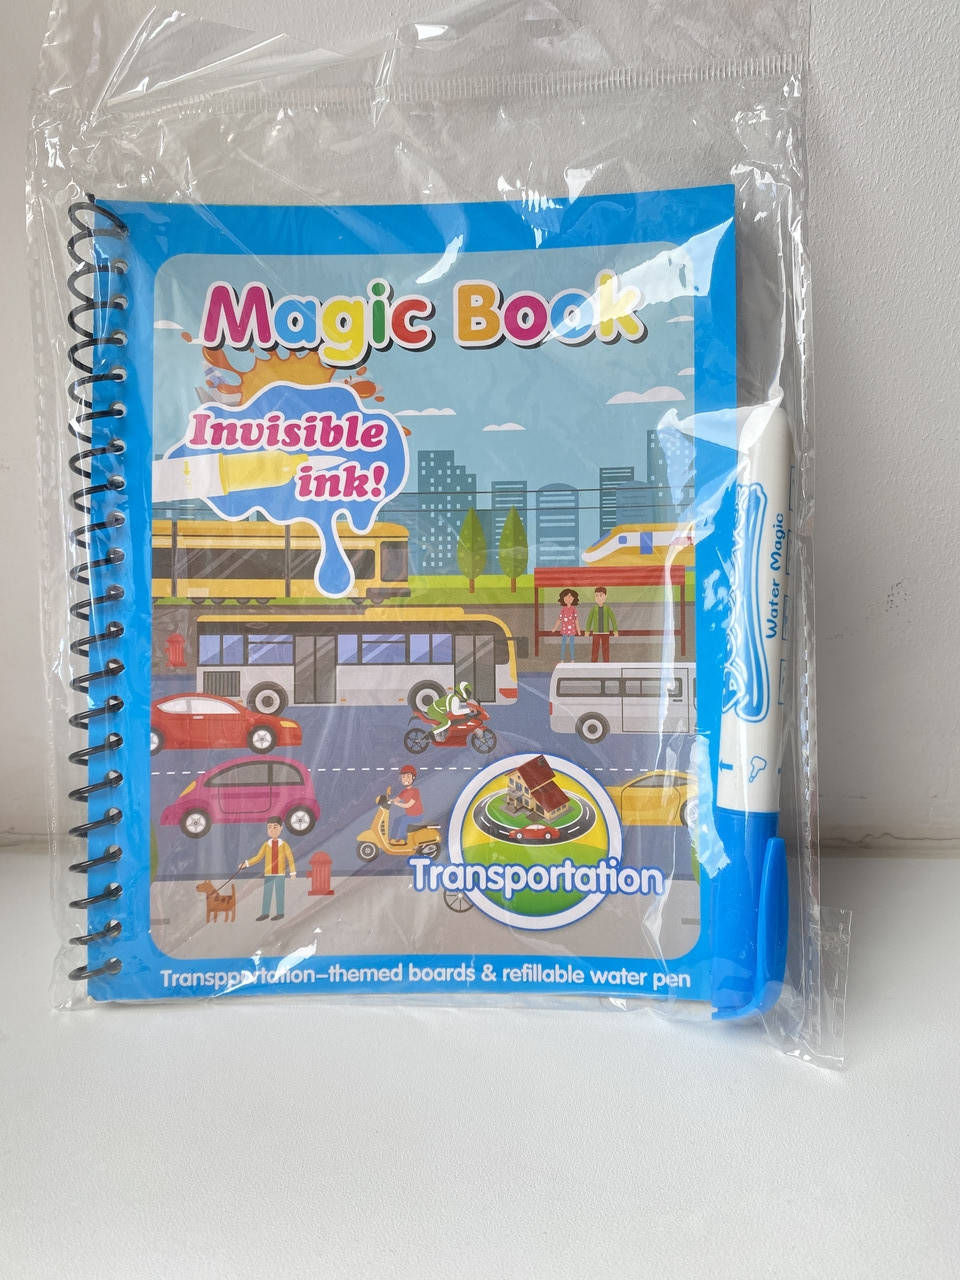 Magic Book
Invisible
ink!
Transportation
Transpportation-themed boards & refillable water pen
Water Magic